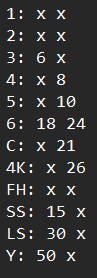 1: x x
2: x x
3: 6 x
4: x 8
5: x 10
6: 18 24
C: x 21
4K: x 26
FH: x x
SS: 15 x
LS: 30 x
Y: 50 x